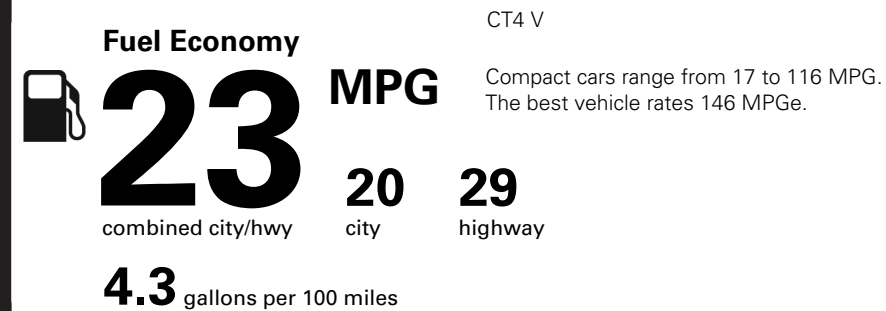 CT4 V
Fuel Economy
23 MPG
Compact cars range from 17 to 116 MPG.
The best vehicle rates 146 MPGe.
combined city/hwy
20
city
29
highway
4.3 gallons per 100 miles